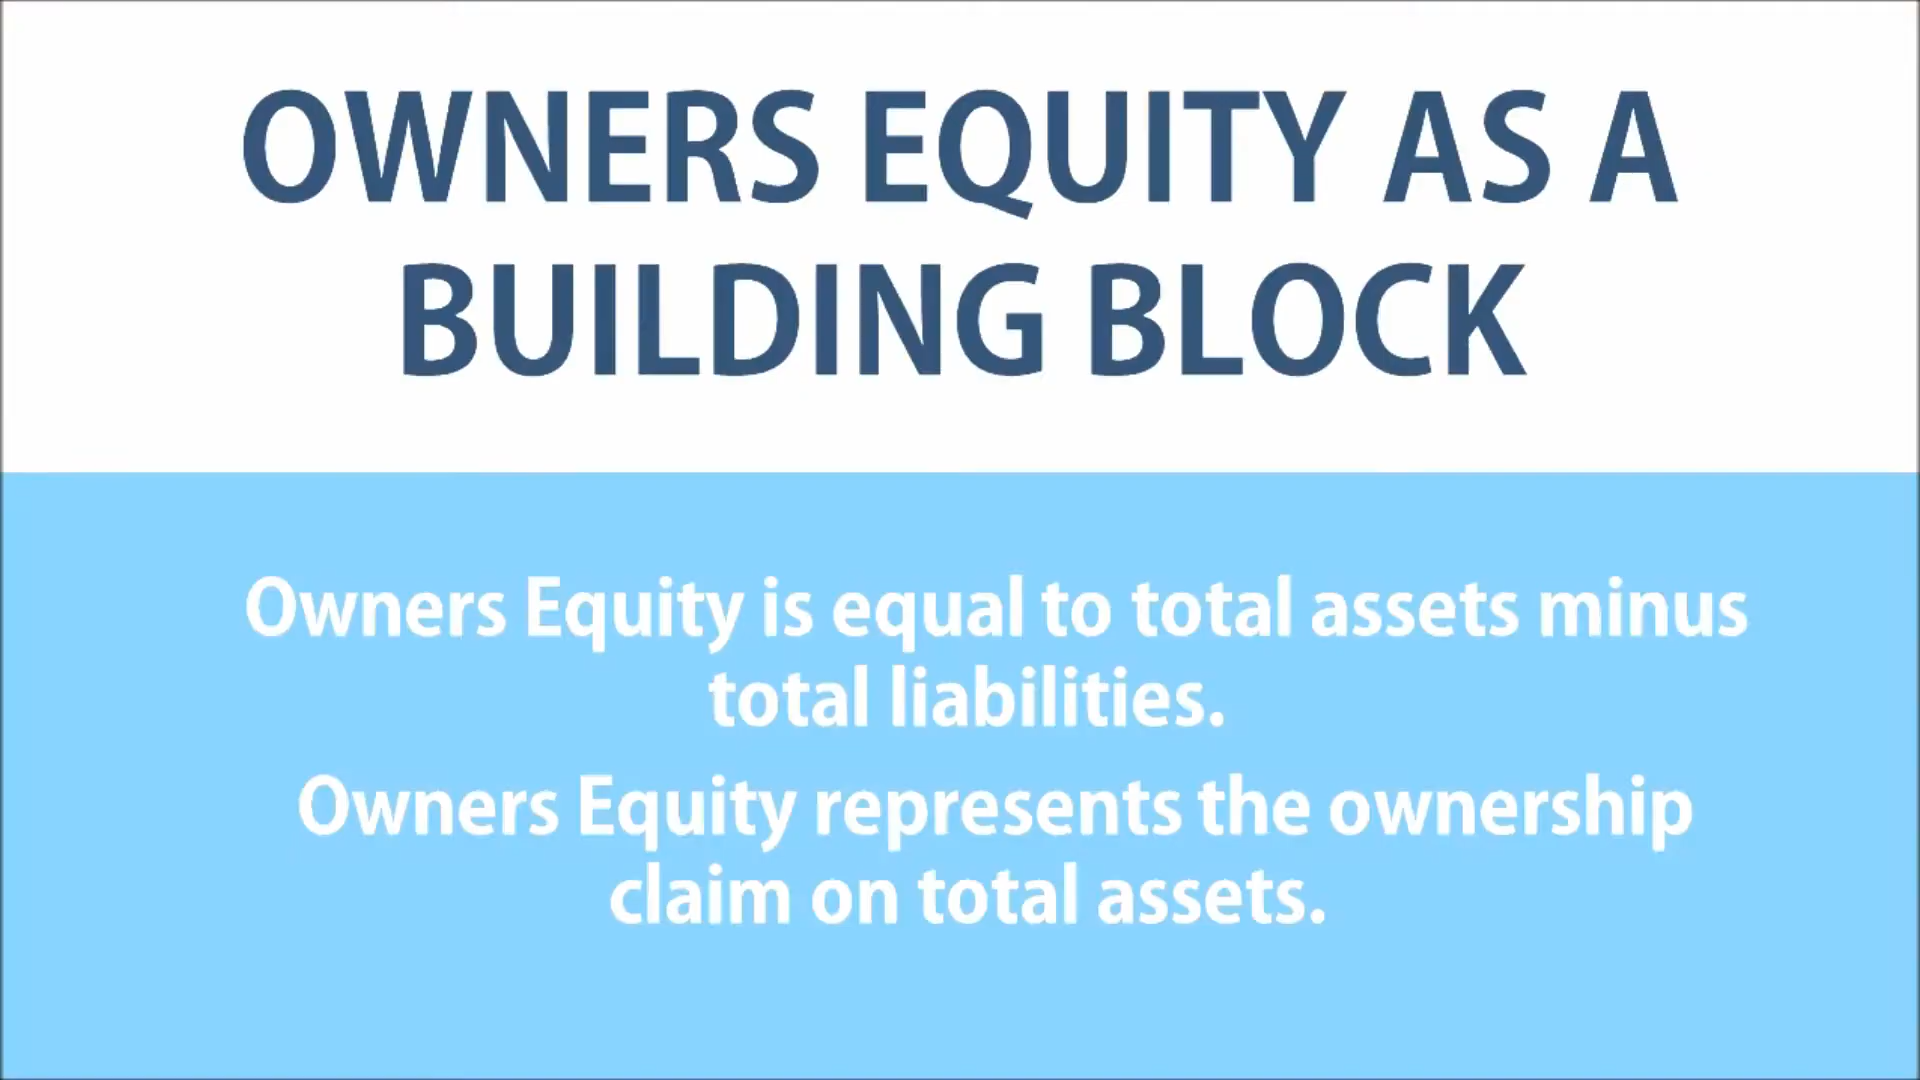 OWNERS EQUITY AS A
BUILDING BLOCK
Owners Equity is equal to total assets minus
total liabilities.
Owners Equity represents the ownership
claim on total assets.